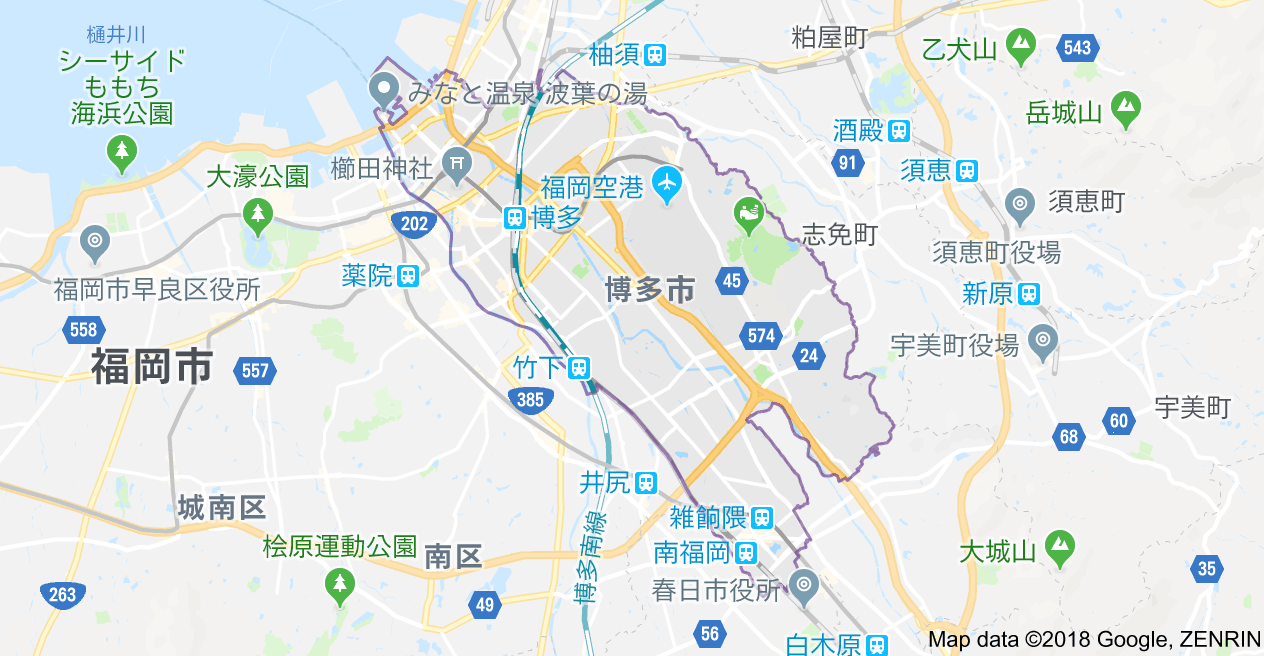 樋井川
シーサイド
ももち
海浜公園
柚須
粕屋町
乙犬山
543
みなと温泉 波葉の湯
岳城山
酒殿
91
須恵
櫛田神社
大濠公園
福岡空港
202
博多
須恵町
志免町
須恵町役場
福岡市早良区役所
薬院
博多市
45
新原
558
574
宇美町役場
24
福岡市
557
竹下
385
宇美町
60
68
井尻
城南区
雑餉隈
桧原運動公園
南区
南福岡
博多南線
大城山
35
263
49
春日市役所
56
白木原
Map data ©2018 Google, ZENRIN